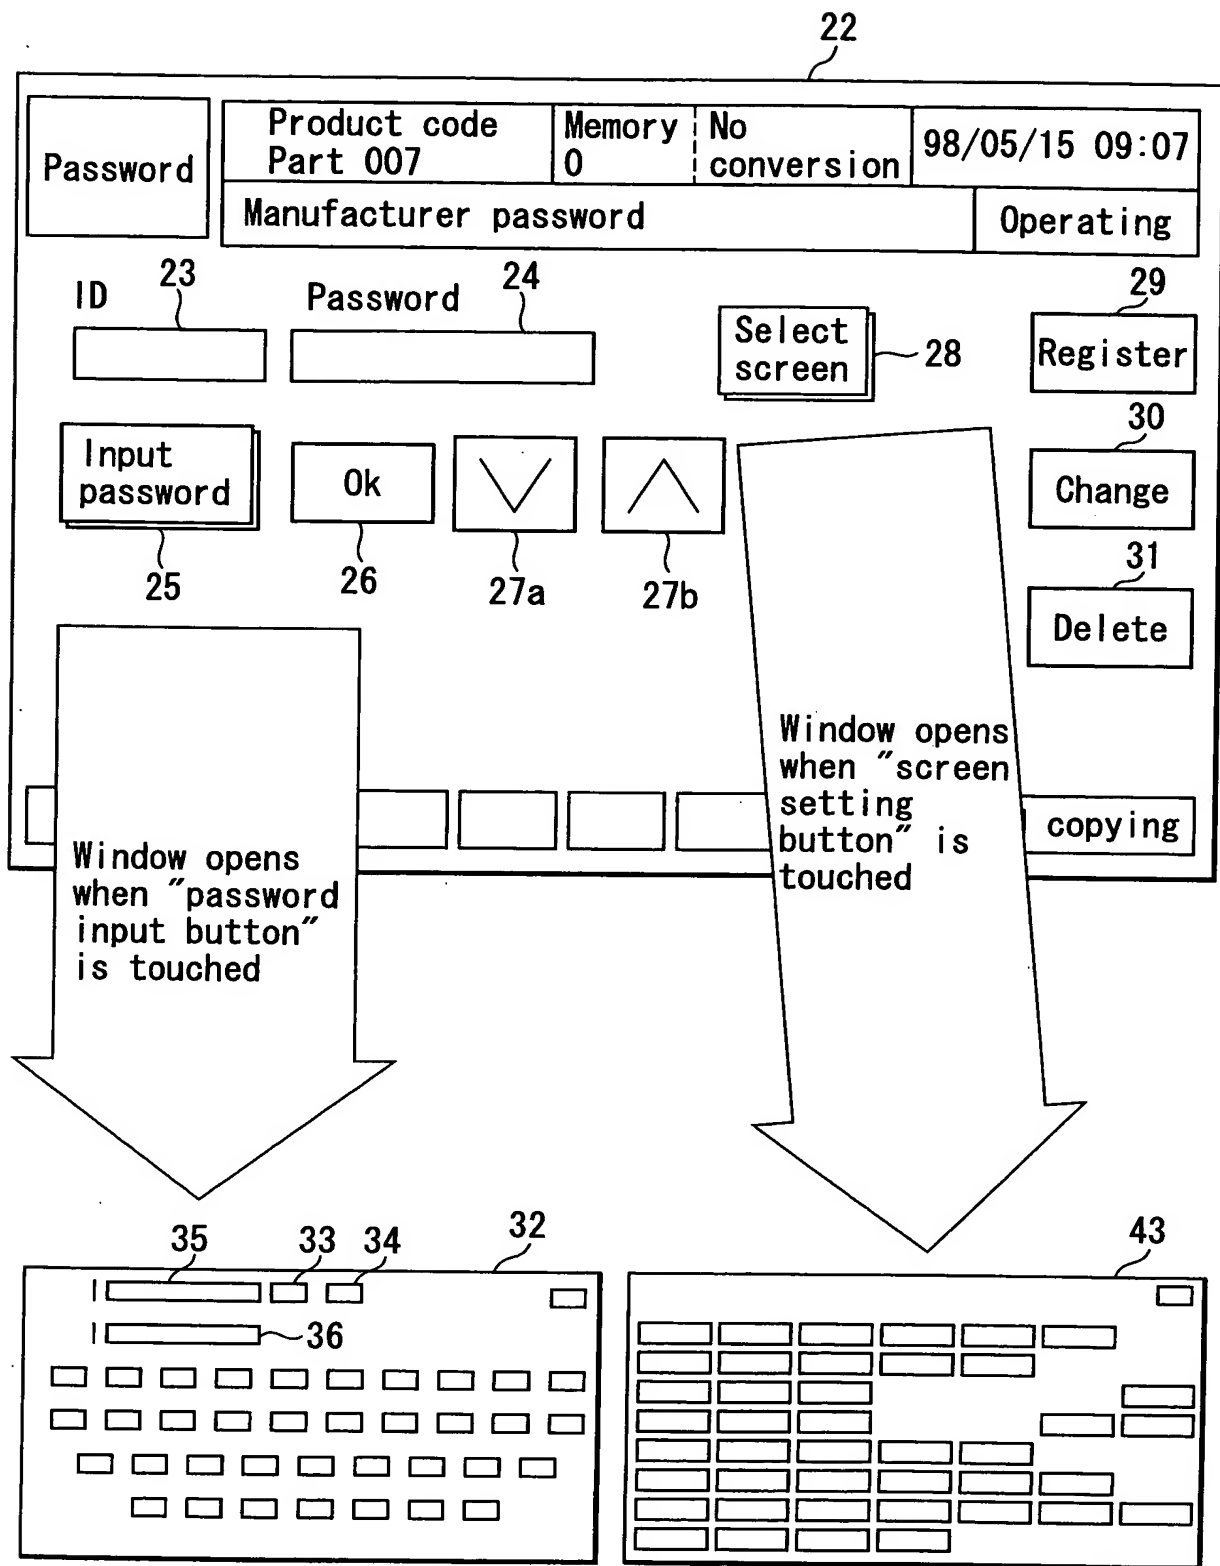 22
Password
Product code
Part 007
Memory
0
No
conversion
98/05/15 09:07
Manufacturer password
Operating
ID
23
Password
24
Select
screen
28
29
Register
Input
password
25
Ok
26
27a
27b
30
Change
31
Delete
Window opens
when "password
input button"
is touched
Window opens
when "screen
setting
button" is
touched
copying
35
33
34
32
36
43